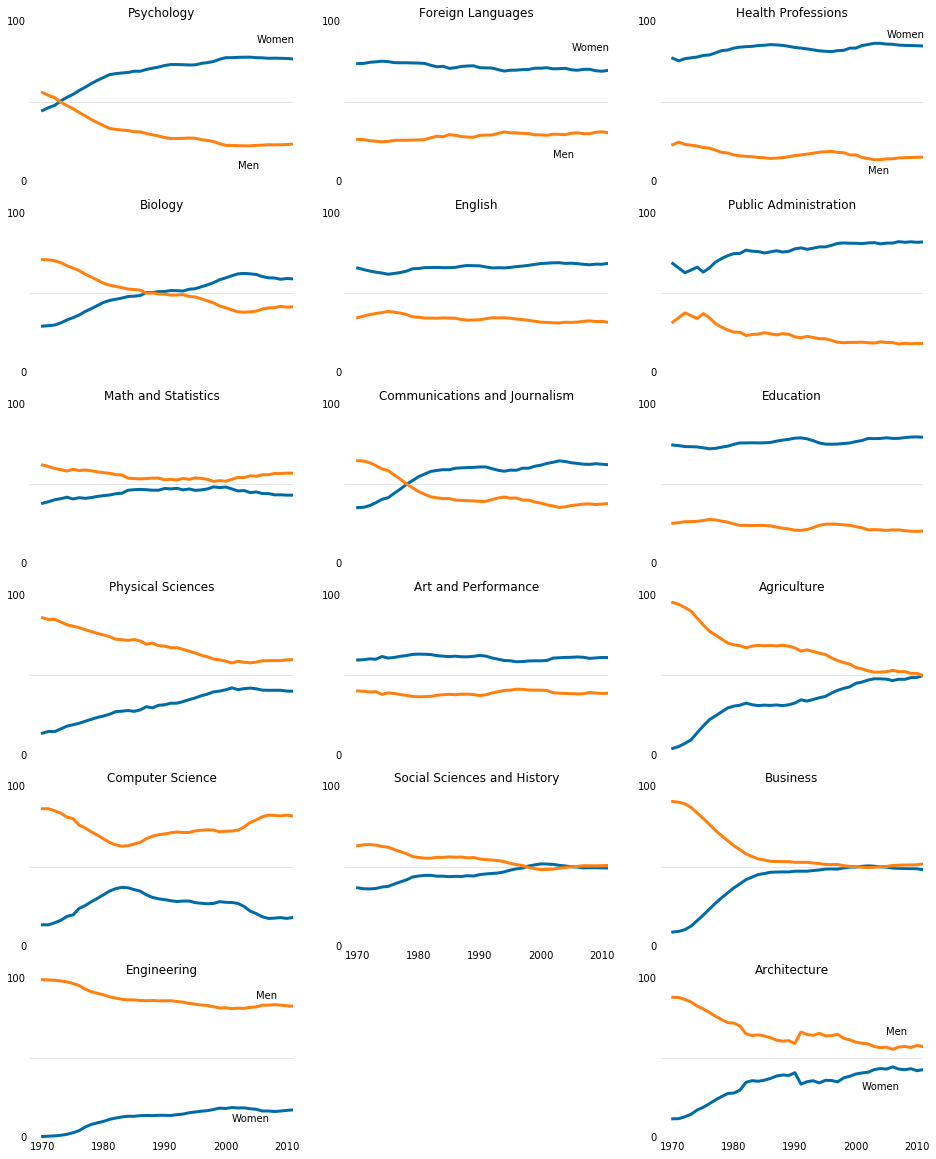 Psychology
100
Women
Men
0
Foreign Languages
100
Women
Men
0
Health Professions
100
Women
Men
0
Biology
100
0
English
100
0
Public Administration
100
0
Math and Statistics
100
0
Communications and Journalism
100
0
Education
100
0
Physical Sciences
100
0
Art and Performance
100
0
Agriculture
100
0
Computer Science
100
0
Social Sciences and History
100
0
1970 1980 1990 2000 2010
Business
100
0
Engineering
100
Men
Women
0
1970 1980 1990 2000 2010
Architecture
100
Men
Women
0
1970 1980 1990 2000 2010